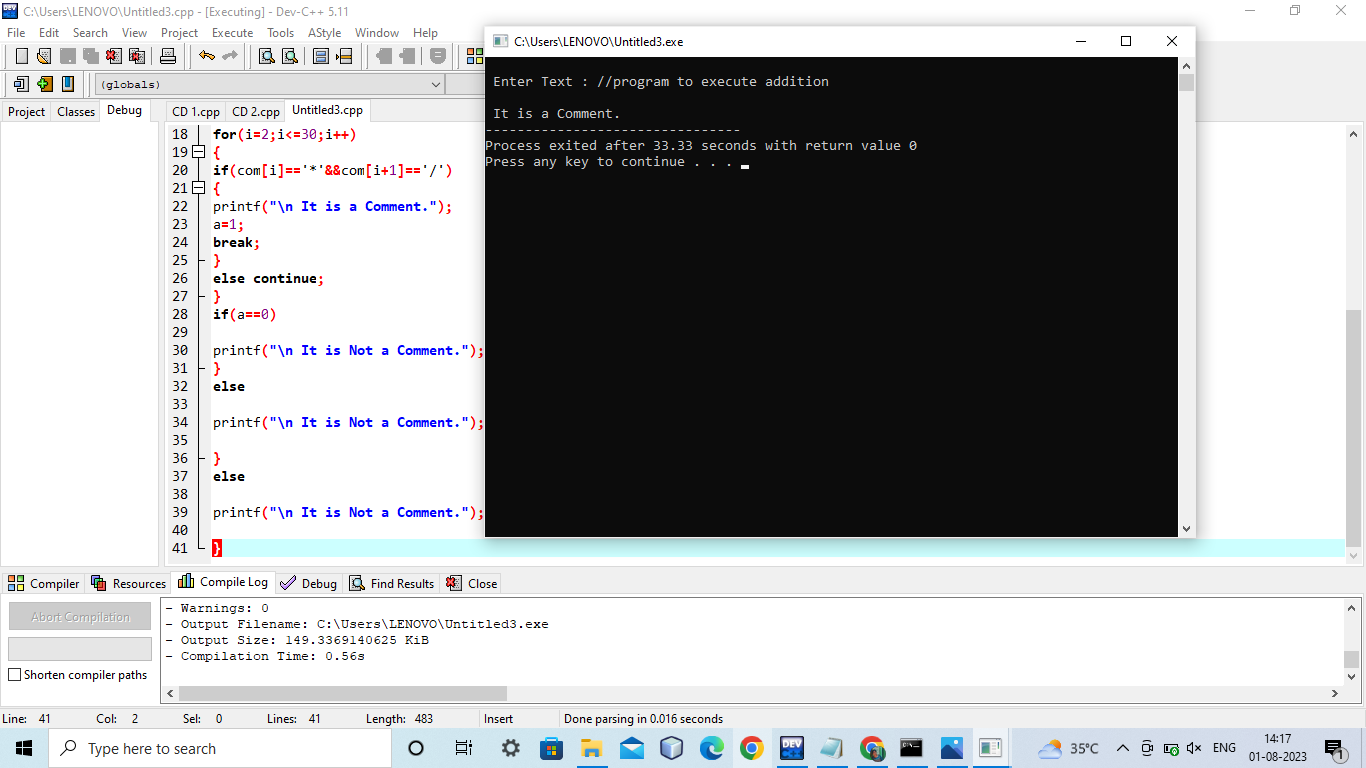 C:\Users\LENOVO\Untitled3.cpp - [Executing] - Dev-C++ 5.11
File Edit Search View Project Execute Tools AStyle Window Help
(globals)
Project Classes Debug
CD 1.cpp CD 2.cpp Untitled3.cpp
18 for(i=2;i<=30;i++)
19 {
20 if(com[i]=='*'&&com[i+1]=='/')
21 {
22 printf("\n It is a Comment.");
23 a=1;
24 break;
25 }
26 else continue;
27 }
28 if(a==0)
29
30 printf("\n It is Not a Comment.");
31 }
32 else
33
34 printf("\n It is Not a Comment.");
35
36 }
37 else
38
39 printf("\n It is Not a Comment.");
40
41 }
C:\Users\LENOVO\Untitled3.exe
Enter Text : //program to execute addition
It is a Comment.
--------------------------------
Process exited after 33.33 seconds with return value 0
Press any key to continue . . .
Compiler Resources Compile Log Debug Find Results Close
Abort Compilation
Shorten compiler paths
- Warnings: 0
- Output Filename: C:\Users\LENOVO\Untitled3.exe
- Output Size: 149.3369140625 KiB
- Compilation Time: 0.56s
Line: 41 Col: 2 Sel: 0 Lines: 41 Length: 483 Insert Done parsing in 0.016 seconds
Type here to search
DEV
35°C ENG
14:17
01-08-2023
1